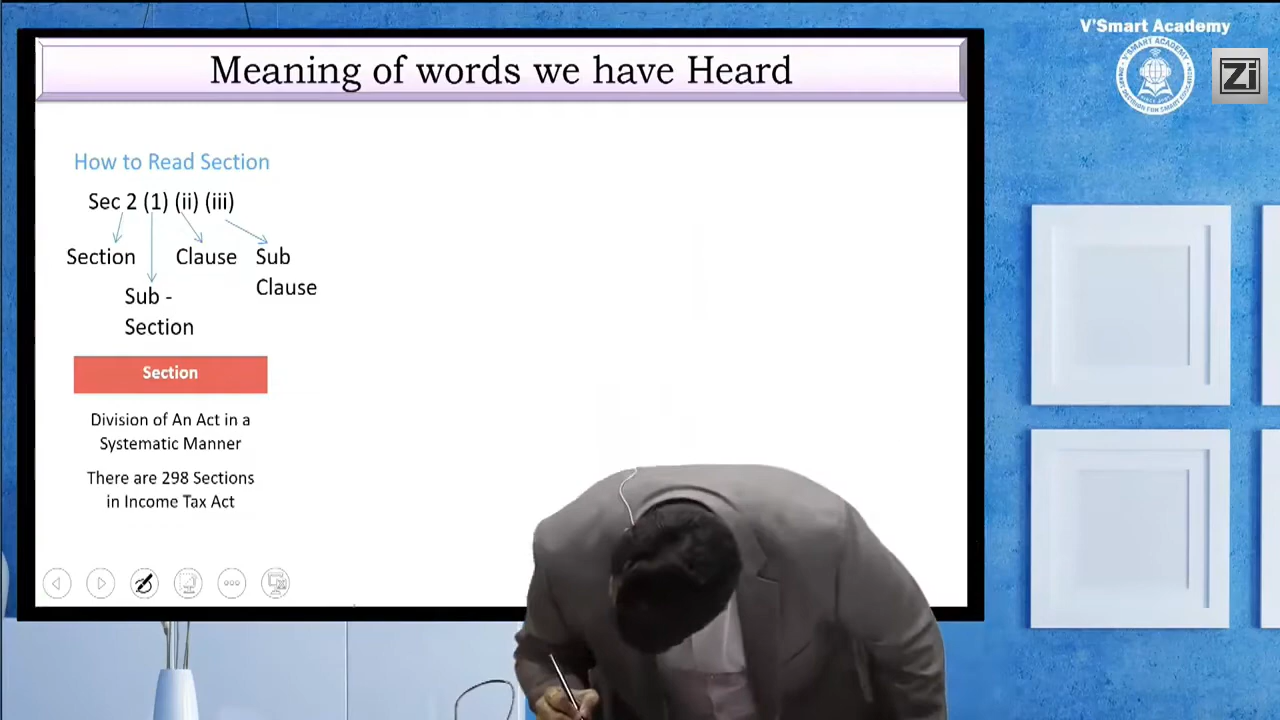 V'Smart Academy
Zi
Meaning of words we have Heard
How to Read Section
Sec 2 (1) (ii) (iii)
Section
Clause
Sub
Clause
Sub -
Section
Section
Division of An Act in a
Systematic Manner
There are 298 Sections
in Income Tax Act